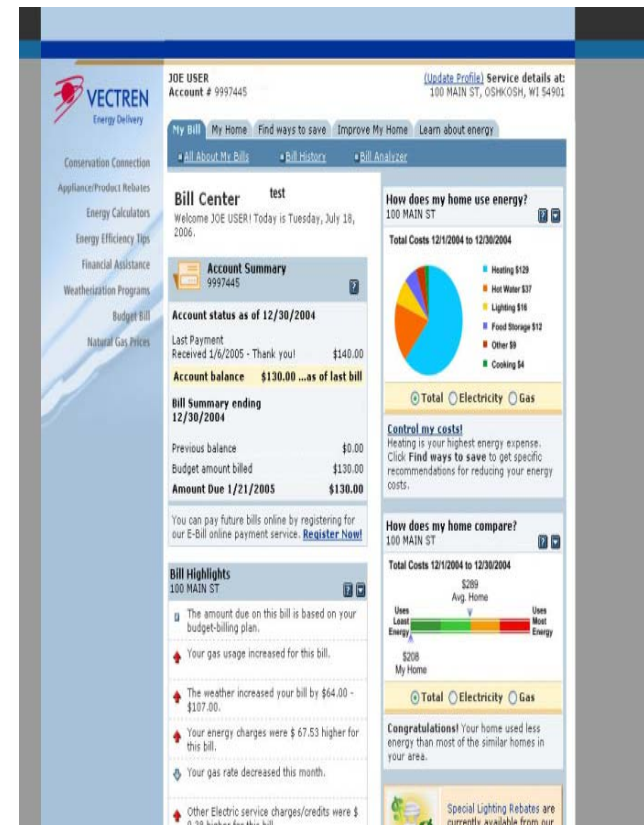 VECTREN
Energy Delivery
Conservation Connection
Appliance/Product Rebates
Energy Calculators
Energy Efficiency Tips
Financial Assistance
Weatherization Programs
Budget Bill
Natural Gas Prices
JOE USER
Account # 9997445
(Update Profile) Service details at:
100 MAIN ST, OSHKOSH, WI 54901
My Bill My Home Find ways to save Improve My Home Learn about energy
All About My Bills Bill History Bill Analyzer
Bill Center test
Welcome JOE USER! Today is Tuesday, July 18,
2006.
Account Summary
9997445
Account status as of 12/30/2004
Last Payment
Received 1/6/2005 - Thank you! $140.00
Account balance $130.00 ...as of last bill
Bill Summary ending
12/30/2004
Previous balance $0.00
Budget amount billed $130.00
Amount Due 1/21/2005 $130.00
You can pay future bills online by registering for
our E-Bill online payment service. Register Now!
Bill Highlights
100 MAIN ST
The amount due on this bill is based on your
budget-billing plan.
Your gas usage increased for this bill.
The weather increased your bill by $64.00 -
$107.00.
Your energy charges were $ 67.53 higher for
this bill.
Your gas rate decreased this month.
Other Electric service charges/credits were $
How does my home use energy?
100 MAIN ST
Total Costs 12/1/2004 to 12/30/2004
Heating $129
Hot Water $37
Lighting $16
Food Storage $12
Other $9
Cooking $4
Total Electricity Gas
Control my costs!
Heating is your highest energy expense.
Click Find ways to save to get specific
recommendations for reducing your energy
costs.
How does my home compare?
100 MAIN ST
Total Costs 12/1/2004 to 12/30/2004
$289
Avg. Home
Uses
Least
Energy
Uses
Most
Energy
$208
My Home
Total Electricity Gas
Congratulations! Your home used less
energy than most of the similar homes in
your area.
Special Lighting Rebates are
currently available from our